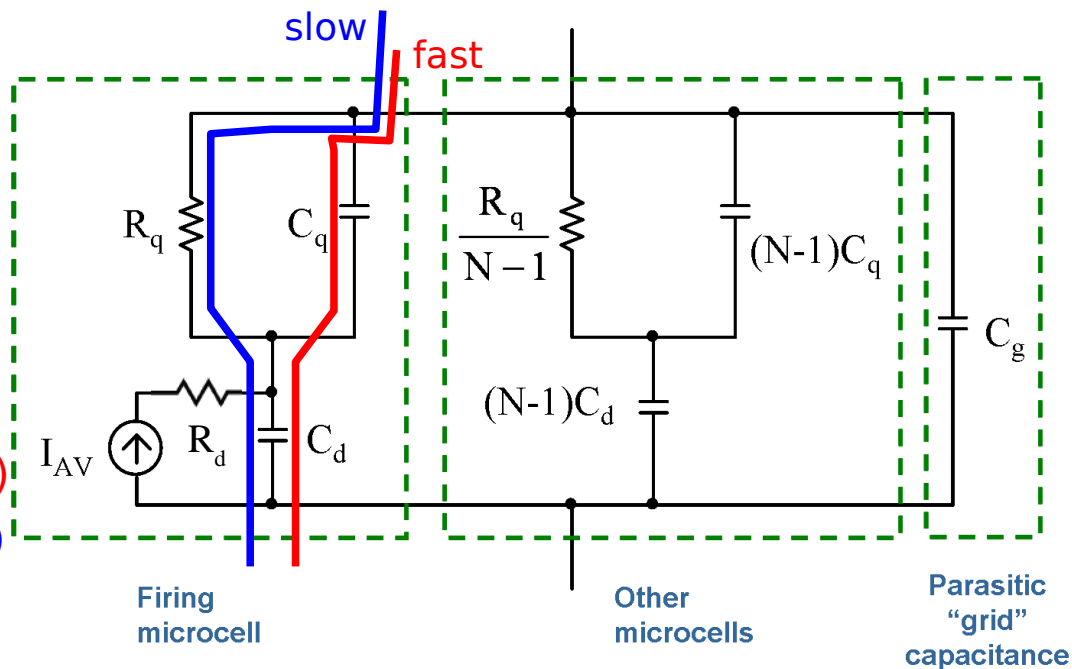 slow
fast
R_q
C_q
R_q
N-1
(N-1)C_q
C_g
(N-1)C_d
R_d
C_d
I_AV
)
)
Firing
microcell
Other
microcells
Parasitic
“grid”
capacitance